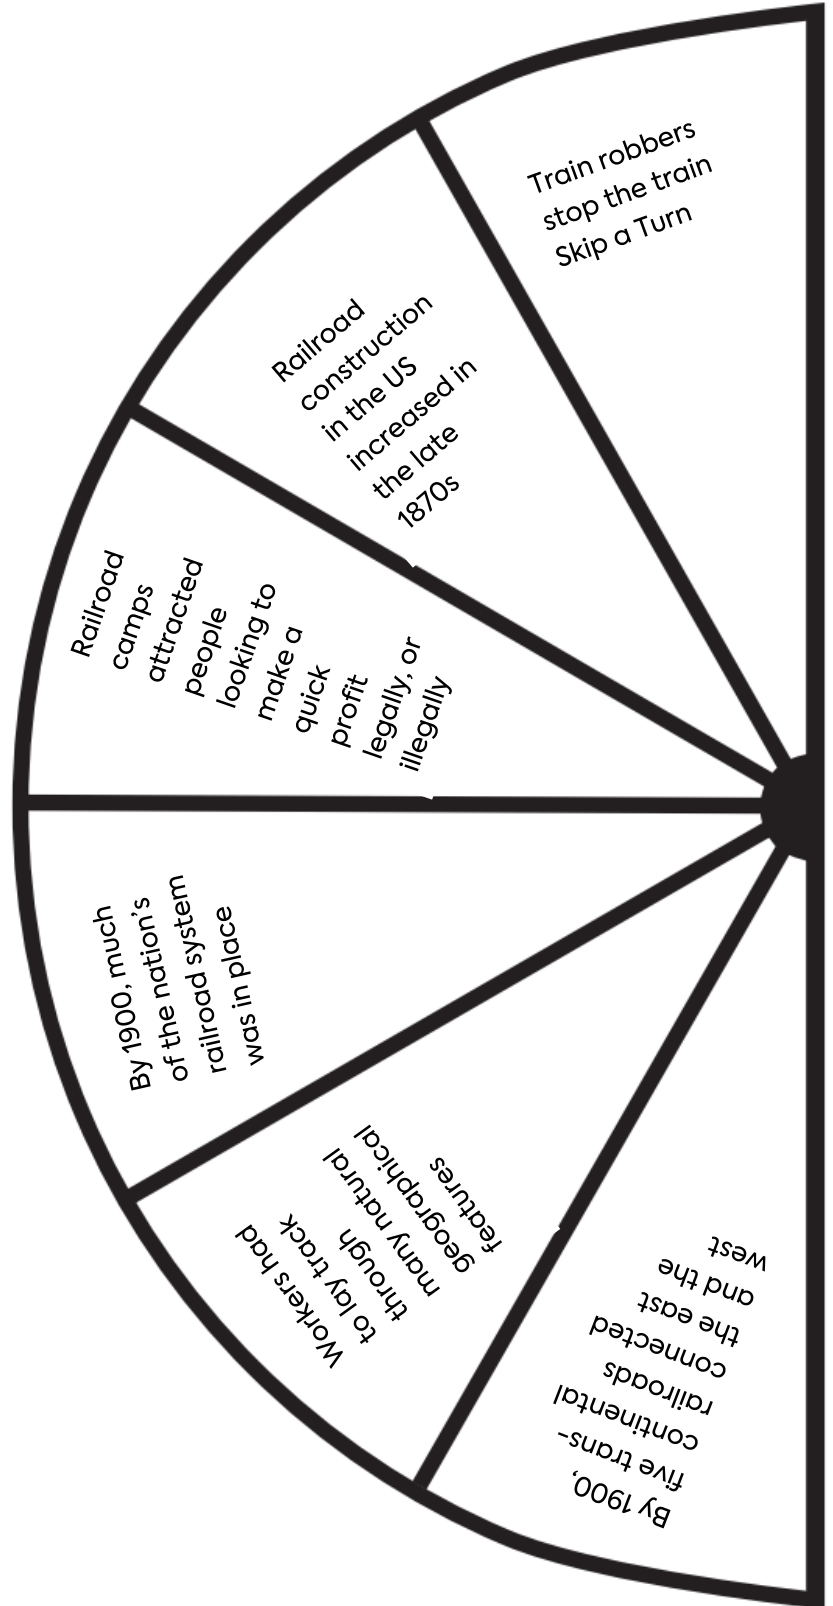 Train robbers
stop the train
Skip a Turn
Railroad
construction
in the US
increased in
the late
1870s
Railroad
camps
attracted
people
looking to
make a
quick
profit
legally, or
illegally
By 1900, much
of the nation’s
railroad system
was in place
Workers had
to lay track
through
many natural
geographical
features
By 1900,
five trans-
continental
railroads
connected
the east
and the
west